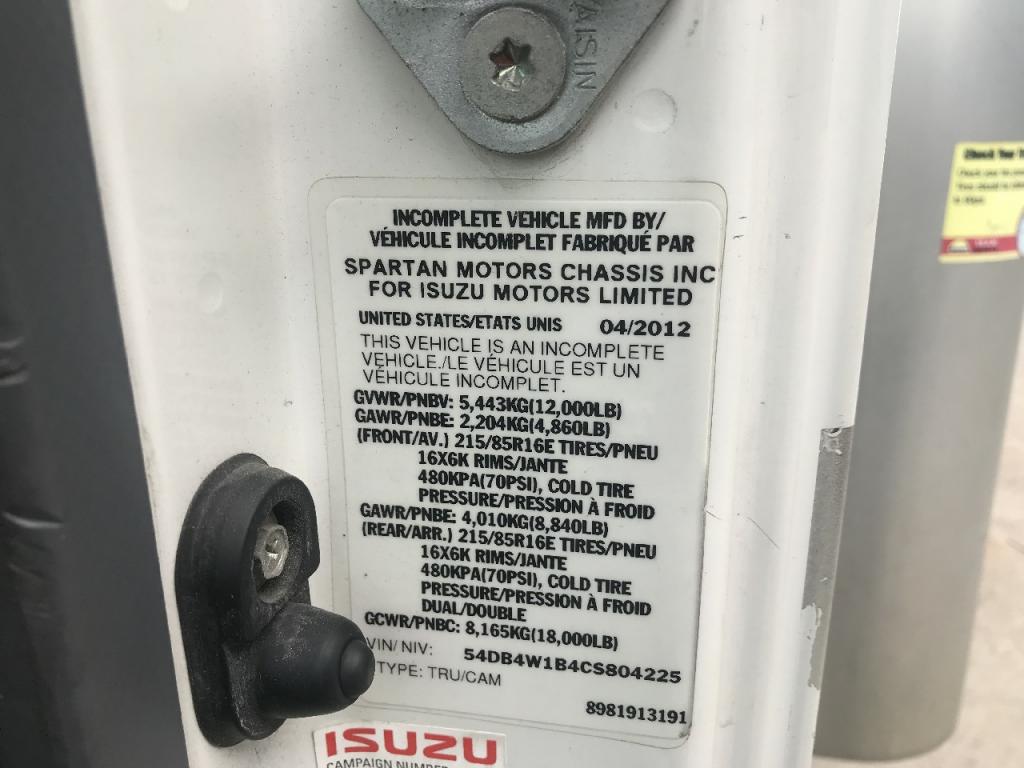 AISIN
INCOMPLETE VEHICLE MFD BY/
VÉHICULE INCOMPLET FABRIQUÉ PAR
SPARTAN MOTORS CHASSIS INC
FOR ISUZU MOTORS LIMITED
UNITED STATES/ETATS UNIS 04/2012
THIS VEHICLE IS AN INCOMPLETE
VEHICLE./LE VÉHICULE EST UN
VÉHICULE INCOMPLET.
GVWR/PNBV: 5,443KG(12,000LB)
GAWR/PNBE: 2,204KG(4,860LB)
(FRONT/AV.) 215/85R16E TIRES/PNEU
16X6K RIMS/JANTE
480KPA(70PSI), COLD TIRE
PRESSURE/PRESSION À FROID
GAWR/PNBE: 4,010KG(8,840LB)
(REAR/ARR.) 215/85R16E TIRES/PNEU
16X6K RIMS/JANTE
480KPA(70PSI), COLD TIRE
PRESSURE/PRESSION À FROID
DUAL/DOUBLE
GCWR/PNBC: 8,165KG(18,000LB)
VIN/NIV: 54DB4W1B4CS804225
TYPE: TRU/CAM
8981913191
ISUZU
CAMPAIGN NUMBER
Check Your